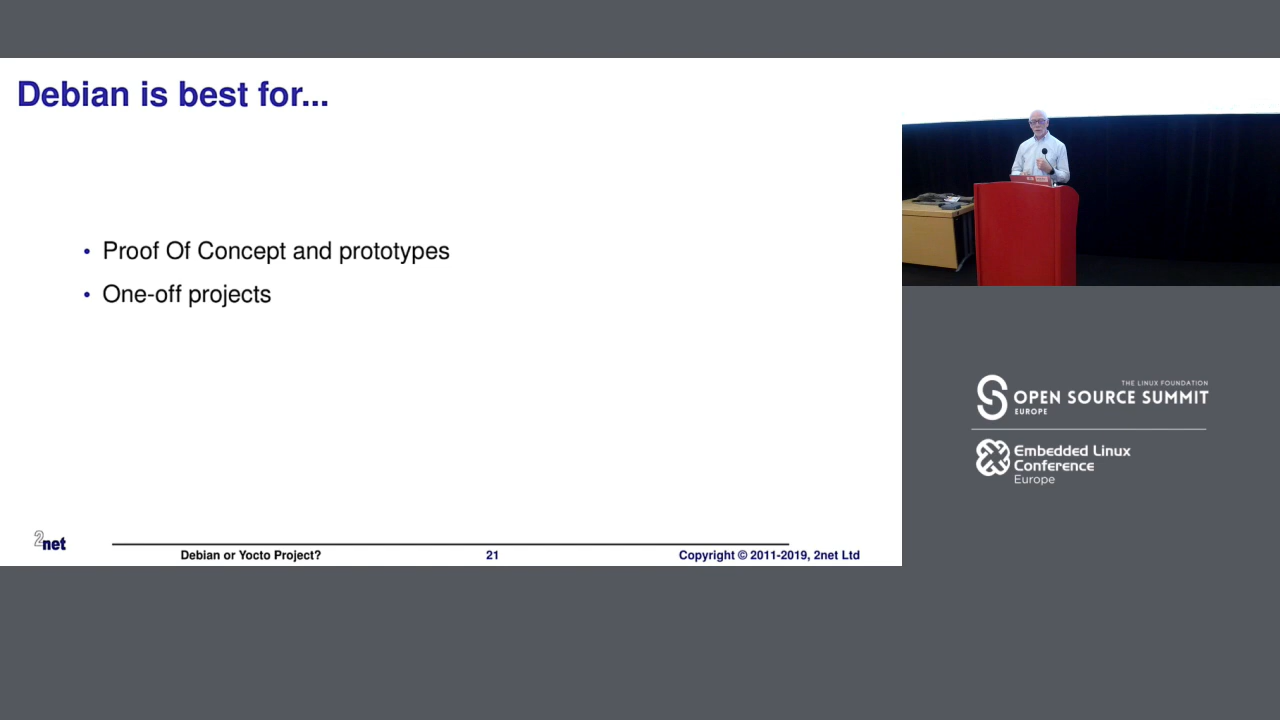 Debian is best for...
• Proof Of Concept and prototypes
• One-off projects
2net
Debian or Yocto Project?
21
Copyright © 2011-2019, 2net Ltd
THE LINUX FOUNDATION
OPEN SOURCE SUMMIT
EUROPE
Embedded Linux
Conference
Europe